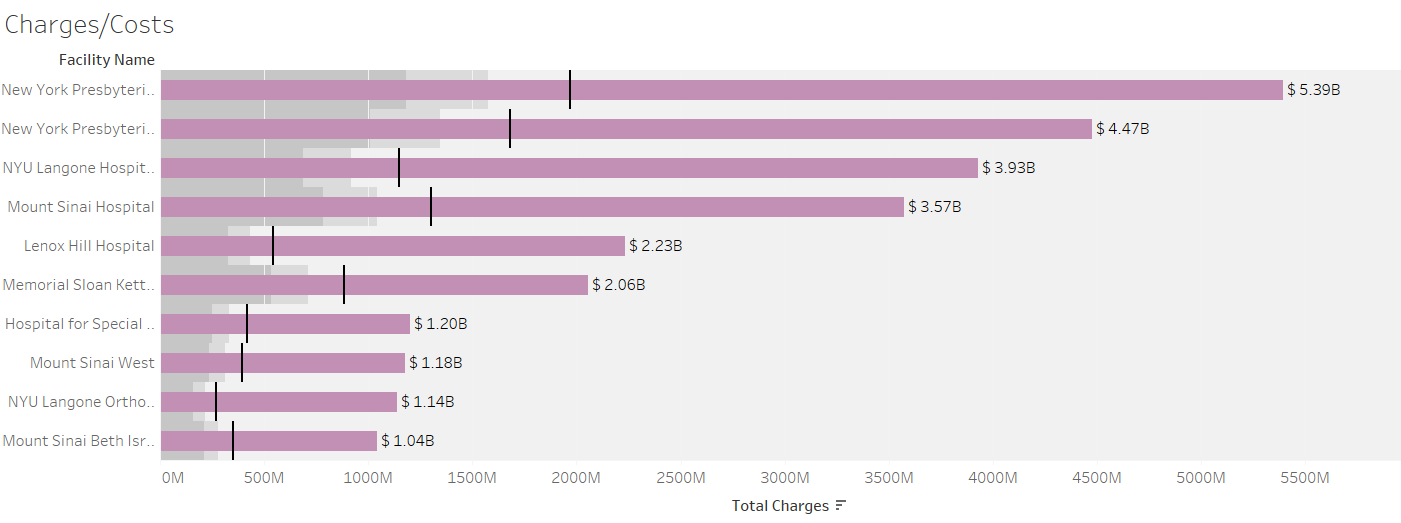 Charges/Costs
Facility Name
New York Presbyteri.. $ 5.39B
New York Presbyteri.. $ 4.47B
NYU Langone Hospit.. $ 3.93B
Mount Sinai Hospital $ 3.57B
Lenox Hill Hospital $ 2.23B
Memorial Sloan Kett.. $ 2.06B
Hospital for Special .. $ 1.20B
Mount Sinai West $ 1.18B
NYU Langone Ortho.. $ 1.14B
Mount Sinai Beth Isr.. $ 1.04B
0M 500M 1000M 1500M 2000M 2500M 3000M 3500M 4000M 4500M 5000M 5500M
Total Charges